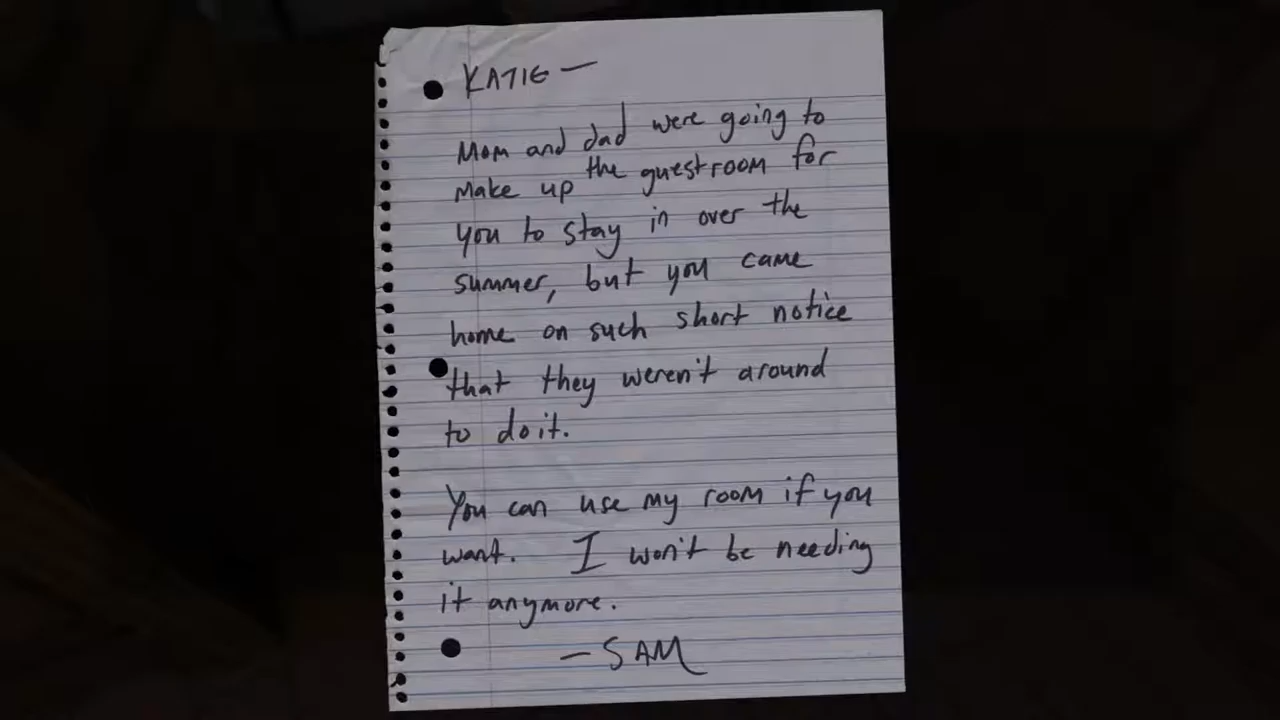 KATIE —
Mom and dad were going to
make up the guestroom for
you to stay in over the
summer, but you came
home on such short notice
that they weren't around
to do it.
You can use my room if you
want. I won't be needing
it anymore.
— SAM